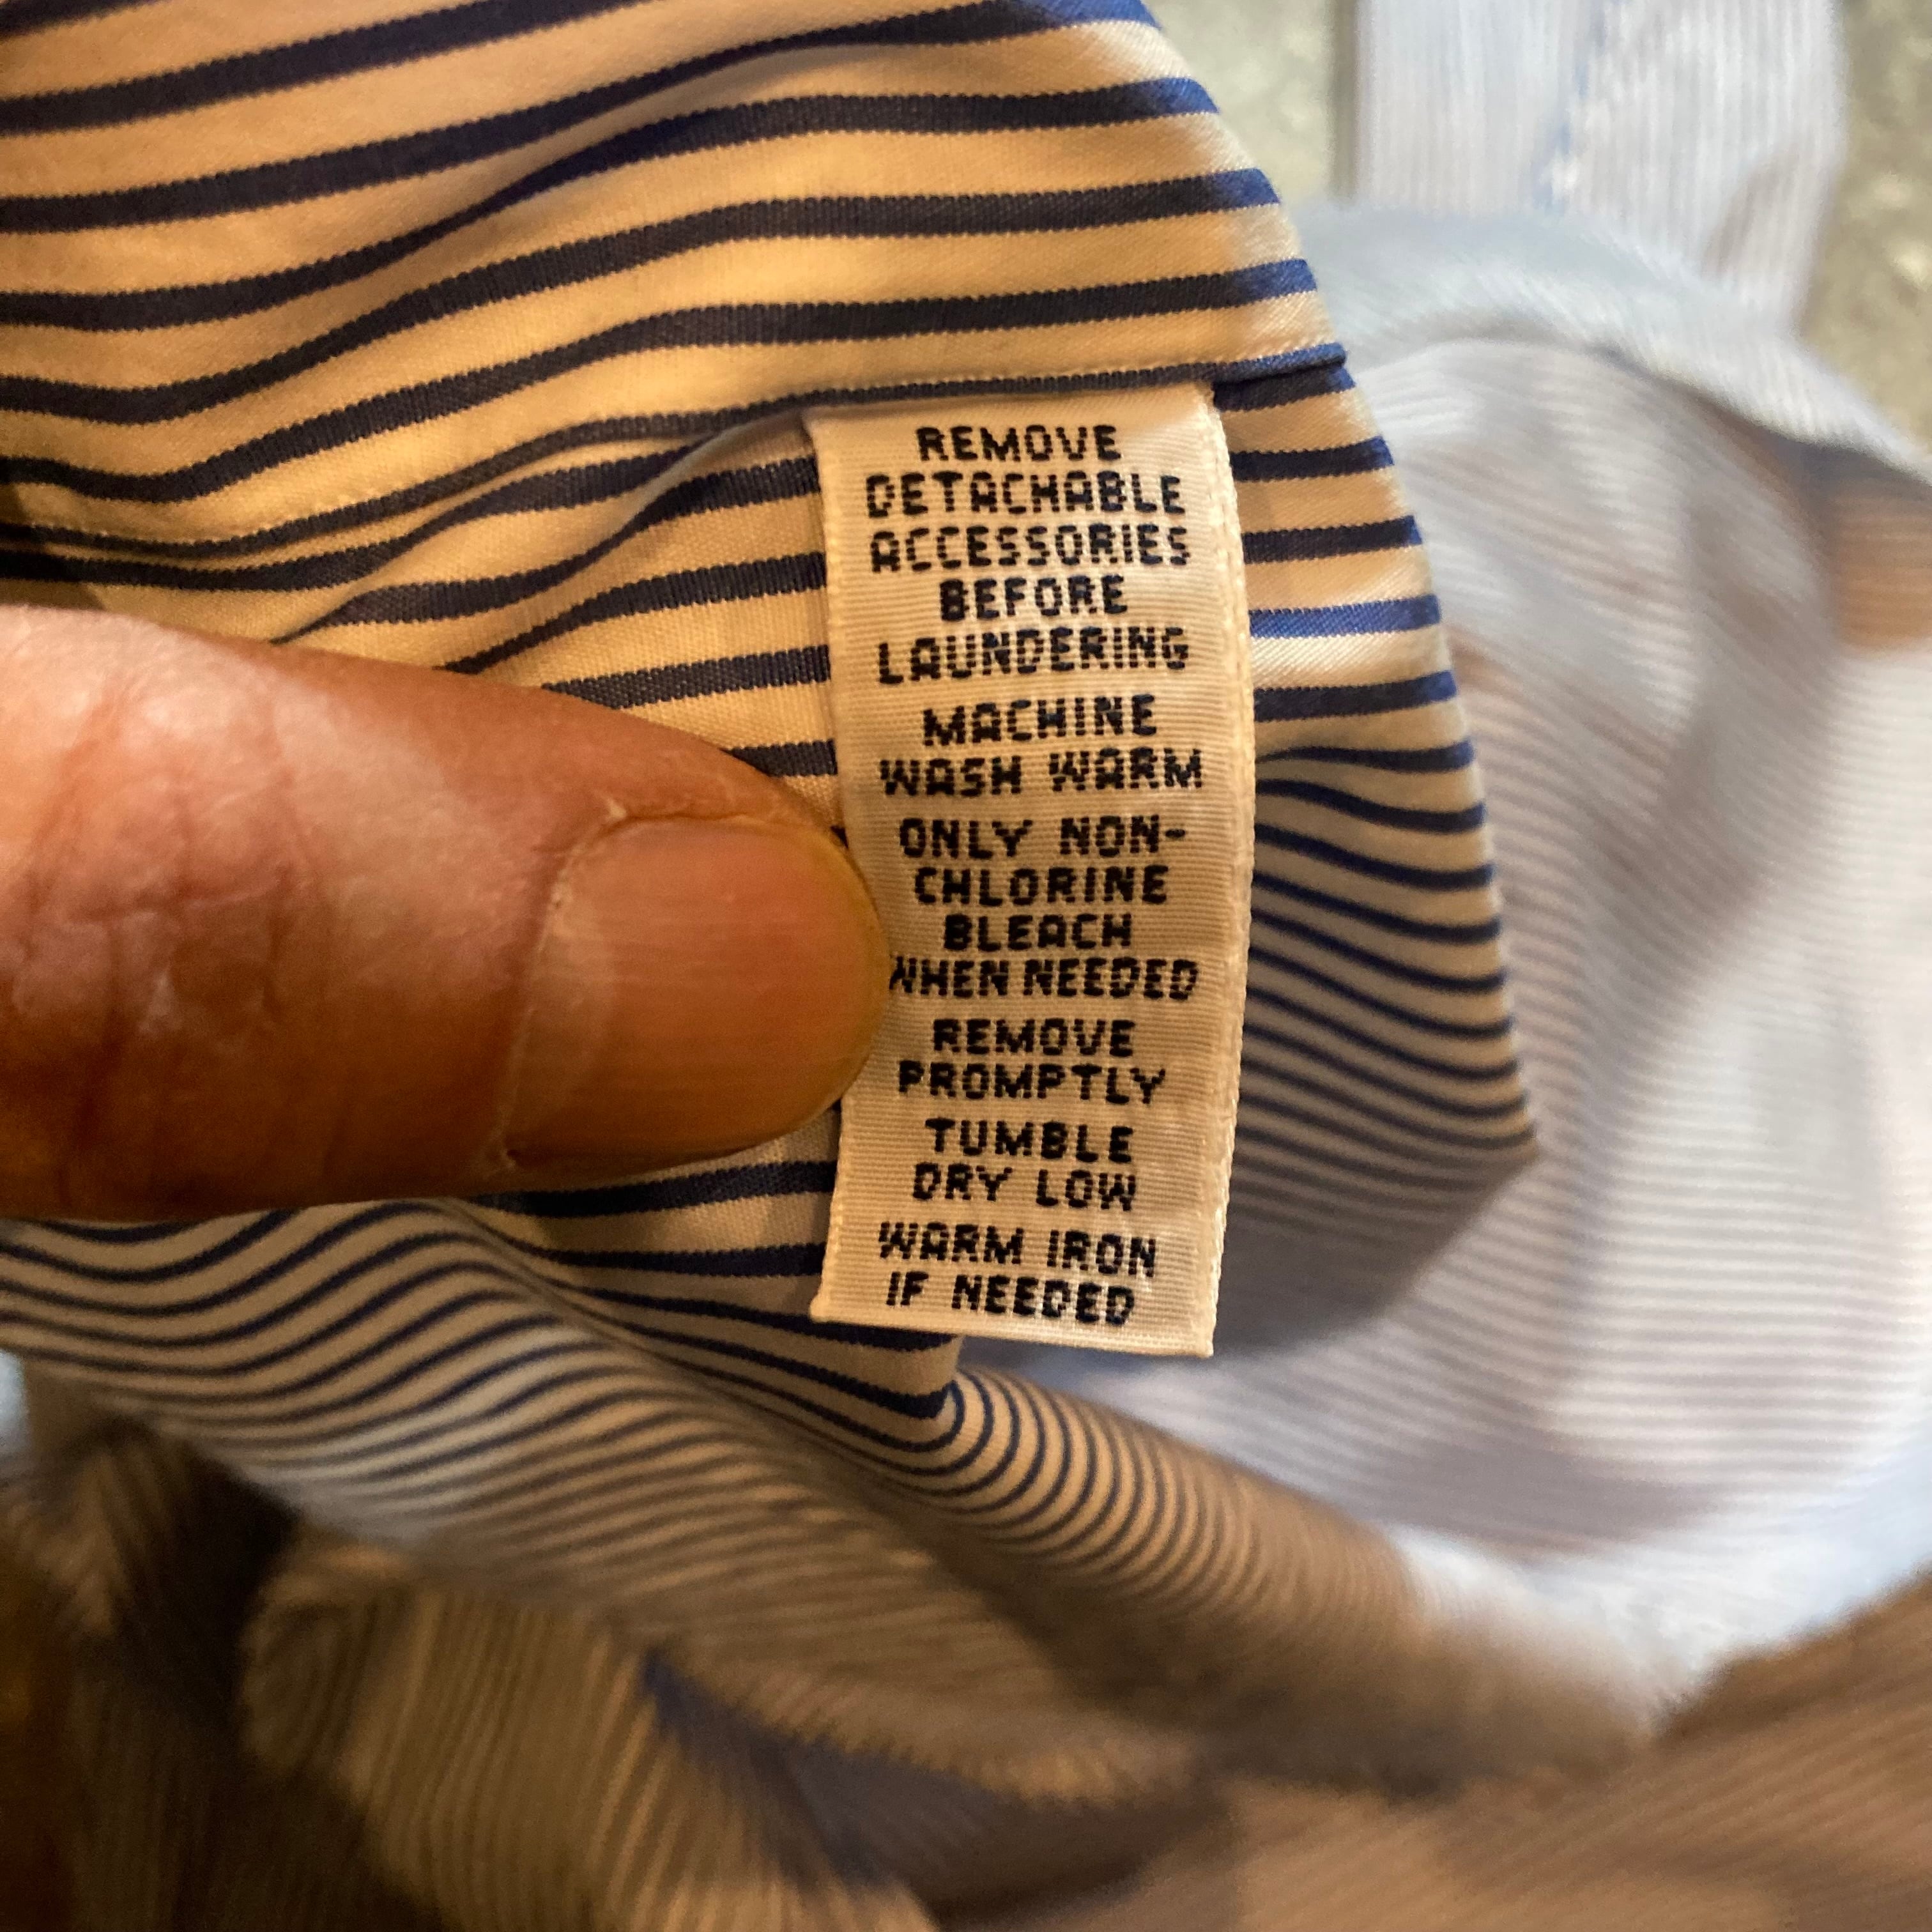 REMOVE
DETACHABLE
ACCESSORIES
BEFORE
LAUNDERING
MACHINE
WASH WARM
ONLY NON-
CHLORINE
BLEACH
WHEN NEEDED
REMOVE
PROMPTLY
TUMBLE
DRY LOW
WARM IRON
IF NEEDED